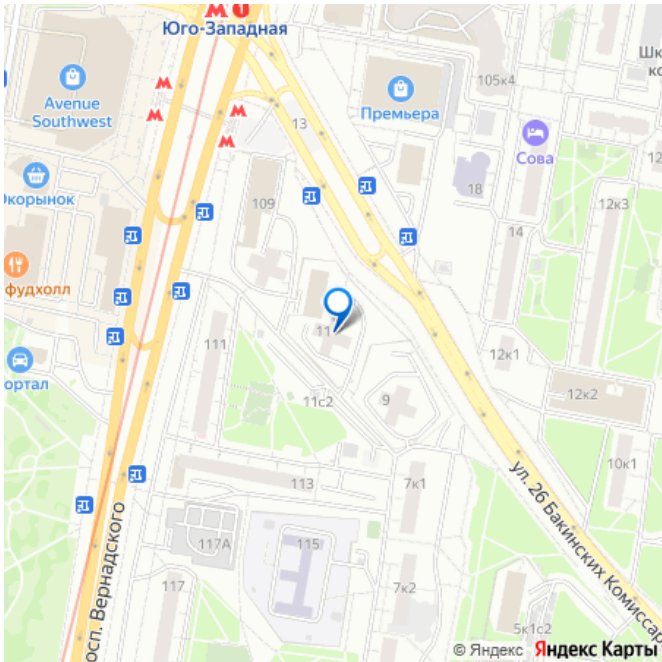 Юго-Западная
Шк
ко
105к4
Avenue
Southwest
Премьера
13
Сова
Окорынок
18
109
12к3
14
фудхолл
11
111
12к1
ортал
12к2
11с2
9
10к1
113
7к1
ул. 26 Бакинских Комиссар
117А
115
117
7к2
5к1с2
осп. Вернадского
© Яндекс Яндекс Карты